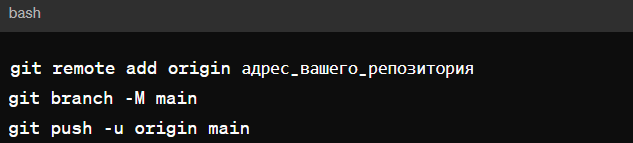 bash
git remote add origin адрес_вашего_репозитория
git branch -M main
git push -u origin main